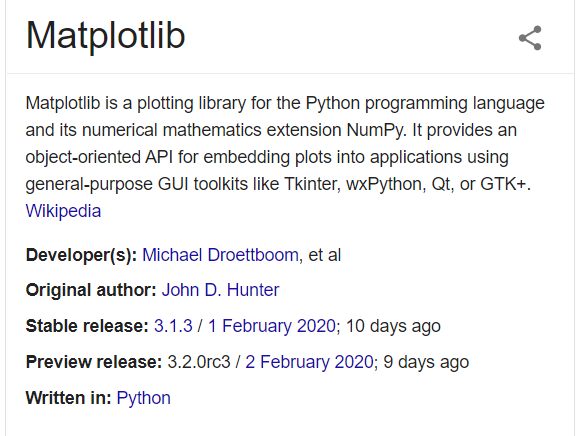 Matplotlib
Matplotlib is a plotting library for the Python programming language
and its numerical mathematics extension NumPy. It provides an
object-oriented API for embedding plots into applications using
general-purpose GUI toolkits like Tkinter, wxPython, Qt, or GTK+.
Wikipedia
Developer(s): Michael Droettboom, et al
Original author: John D. Hunter
Stable release: 3.1.3 / 1 February 2020; 10 days ago
Preview release: 3.2.0rc3 / 2 February 2020; 9 days ago
Written in: Python